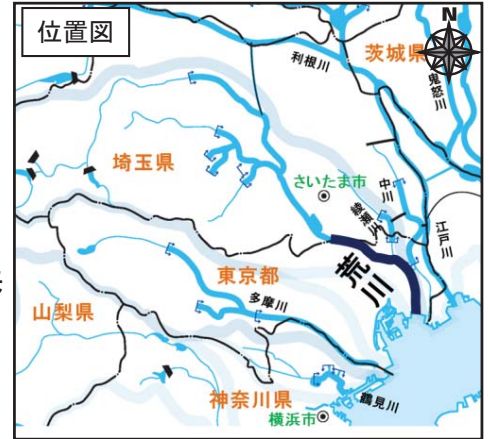 位置図
N
利根川
茨城県
鬼怒川
埼玉県
さいたま市
中川
綾瀬川
江戸川
荒川
東京都
多摩川
山梨県
神奈川県
横浜市
鶴見川